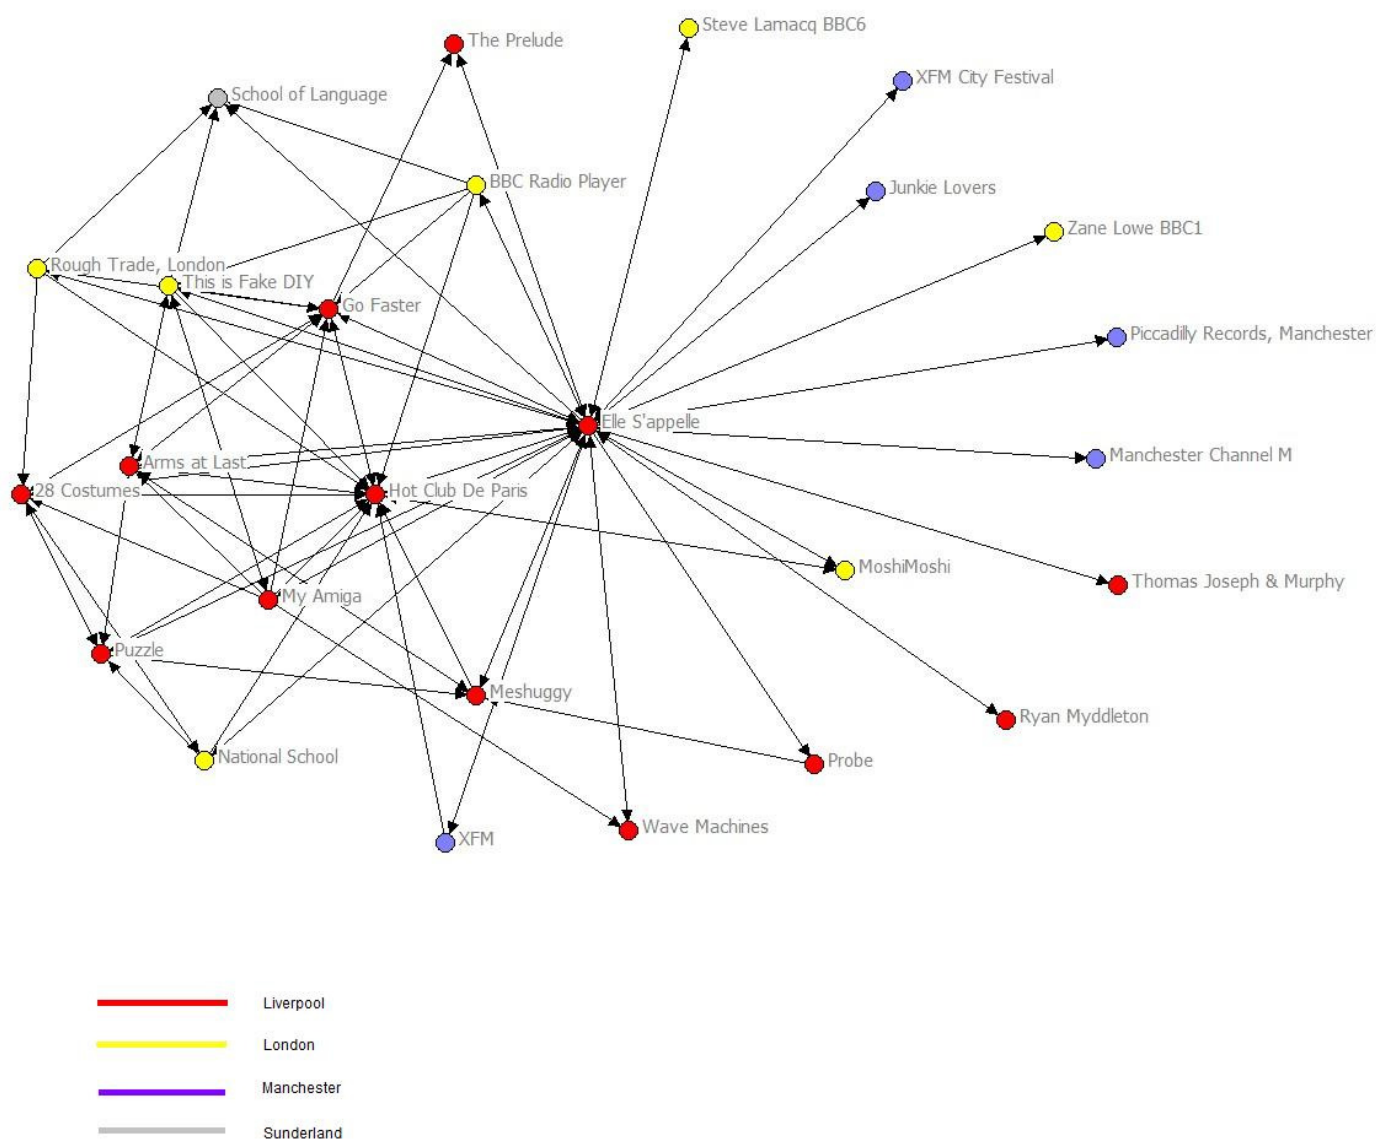 Steve Lamacq BBC6
The Prelude
XFM City Festival
School of Language
BBC Radio Player
Junkie Lovers
Zane Lowe BBC1
Rough Trade, London
This is Fake DIY
Go Faster
Piccadilly Records, Manchester
Elle S'appelle
Manchester Channel M
Arms at Last
28 Costumes
Hot Club De Paris
MoshiMoshi
Thomas Joseph & Murphy
My Amiga
Puzzle
Meshuggy
Ryan Myddleton
National School
Probe
Wave Machines
XFM
Liverpool
London
Manchester
Sunderland